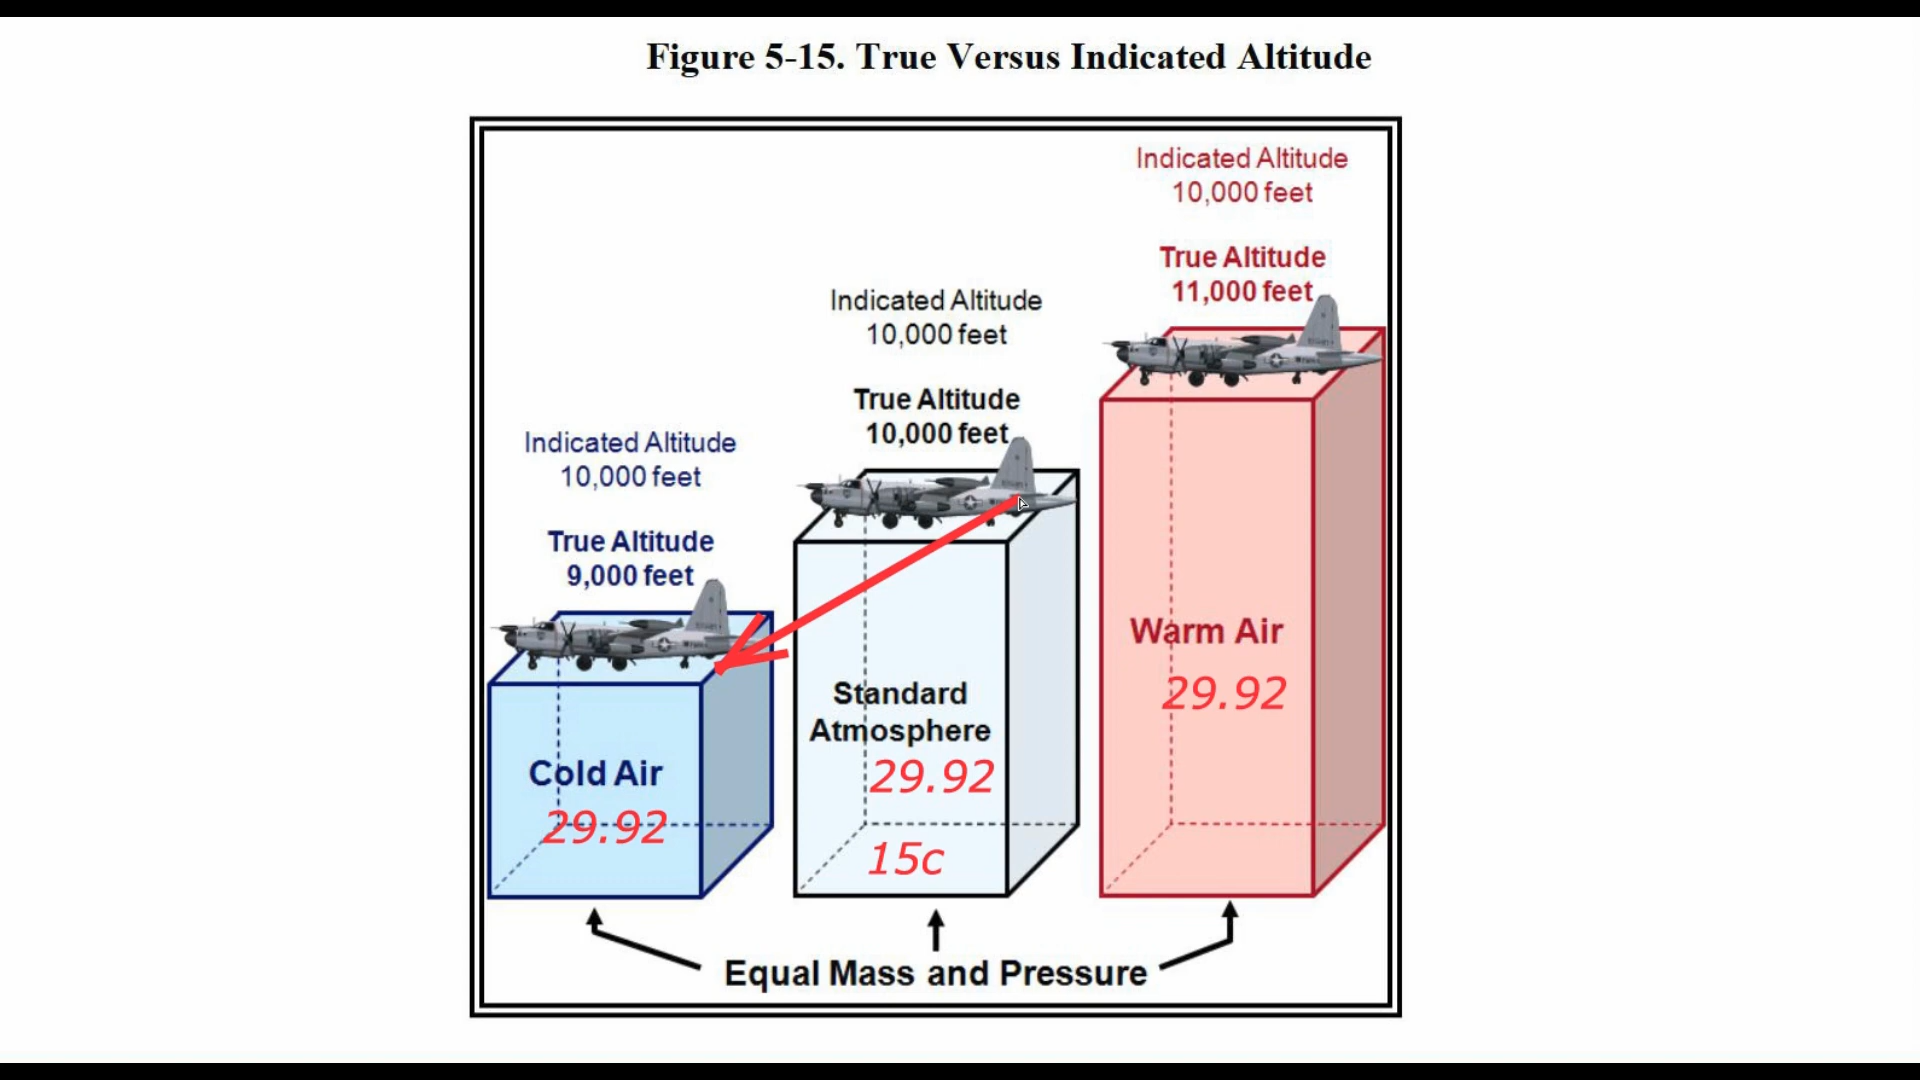 Figure 5-15. True Versus Indicated Altitude
Indicated Altitude
10,000 feet
True Altitude
9,000 feet
Cold Air
29.92
Indicated Altitude
10,000 feet
True Altitude
10,000 feet
Standard
Atmosphere
29.92
15c
Indicated Altitude
10,000 feet
True Altitude
11,000 feet
Warm Air
29.92
Equal Mass and Pressure